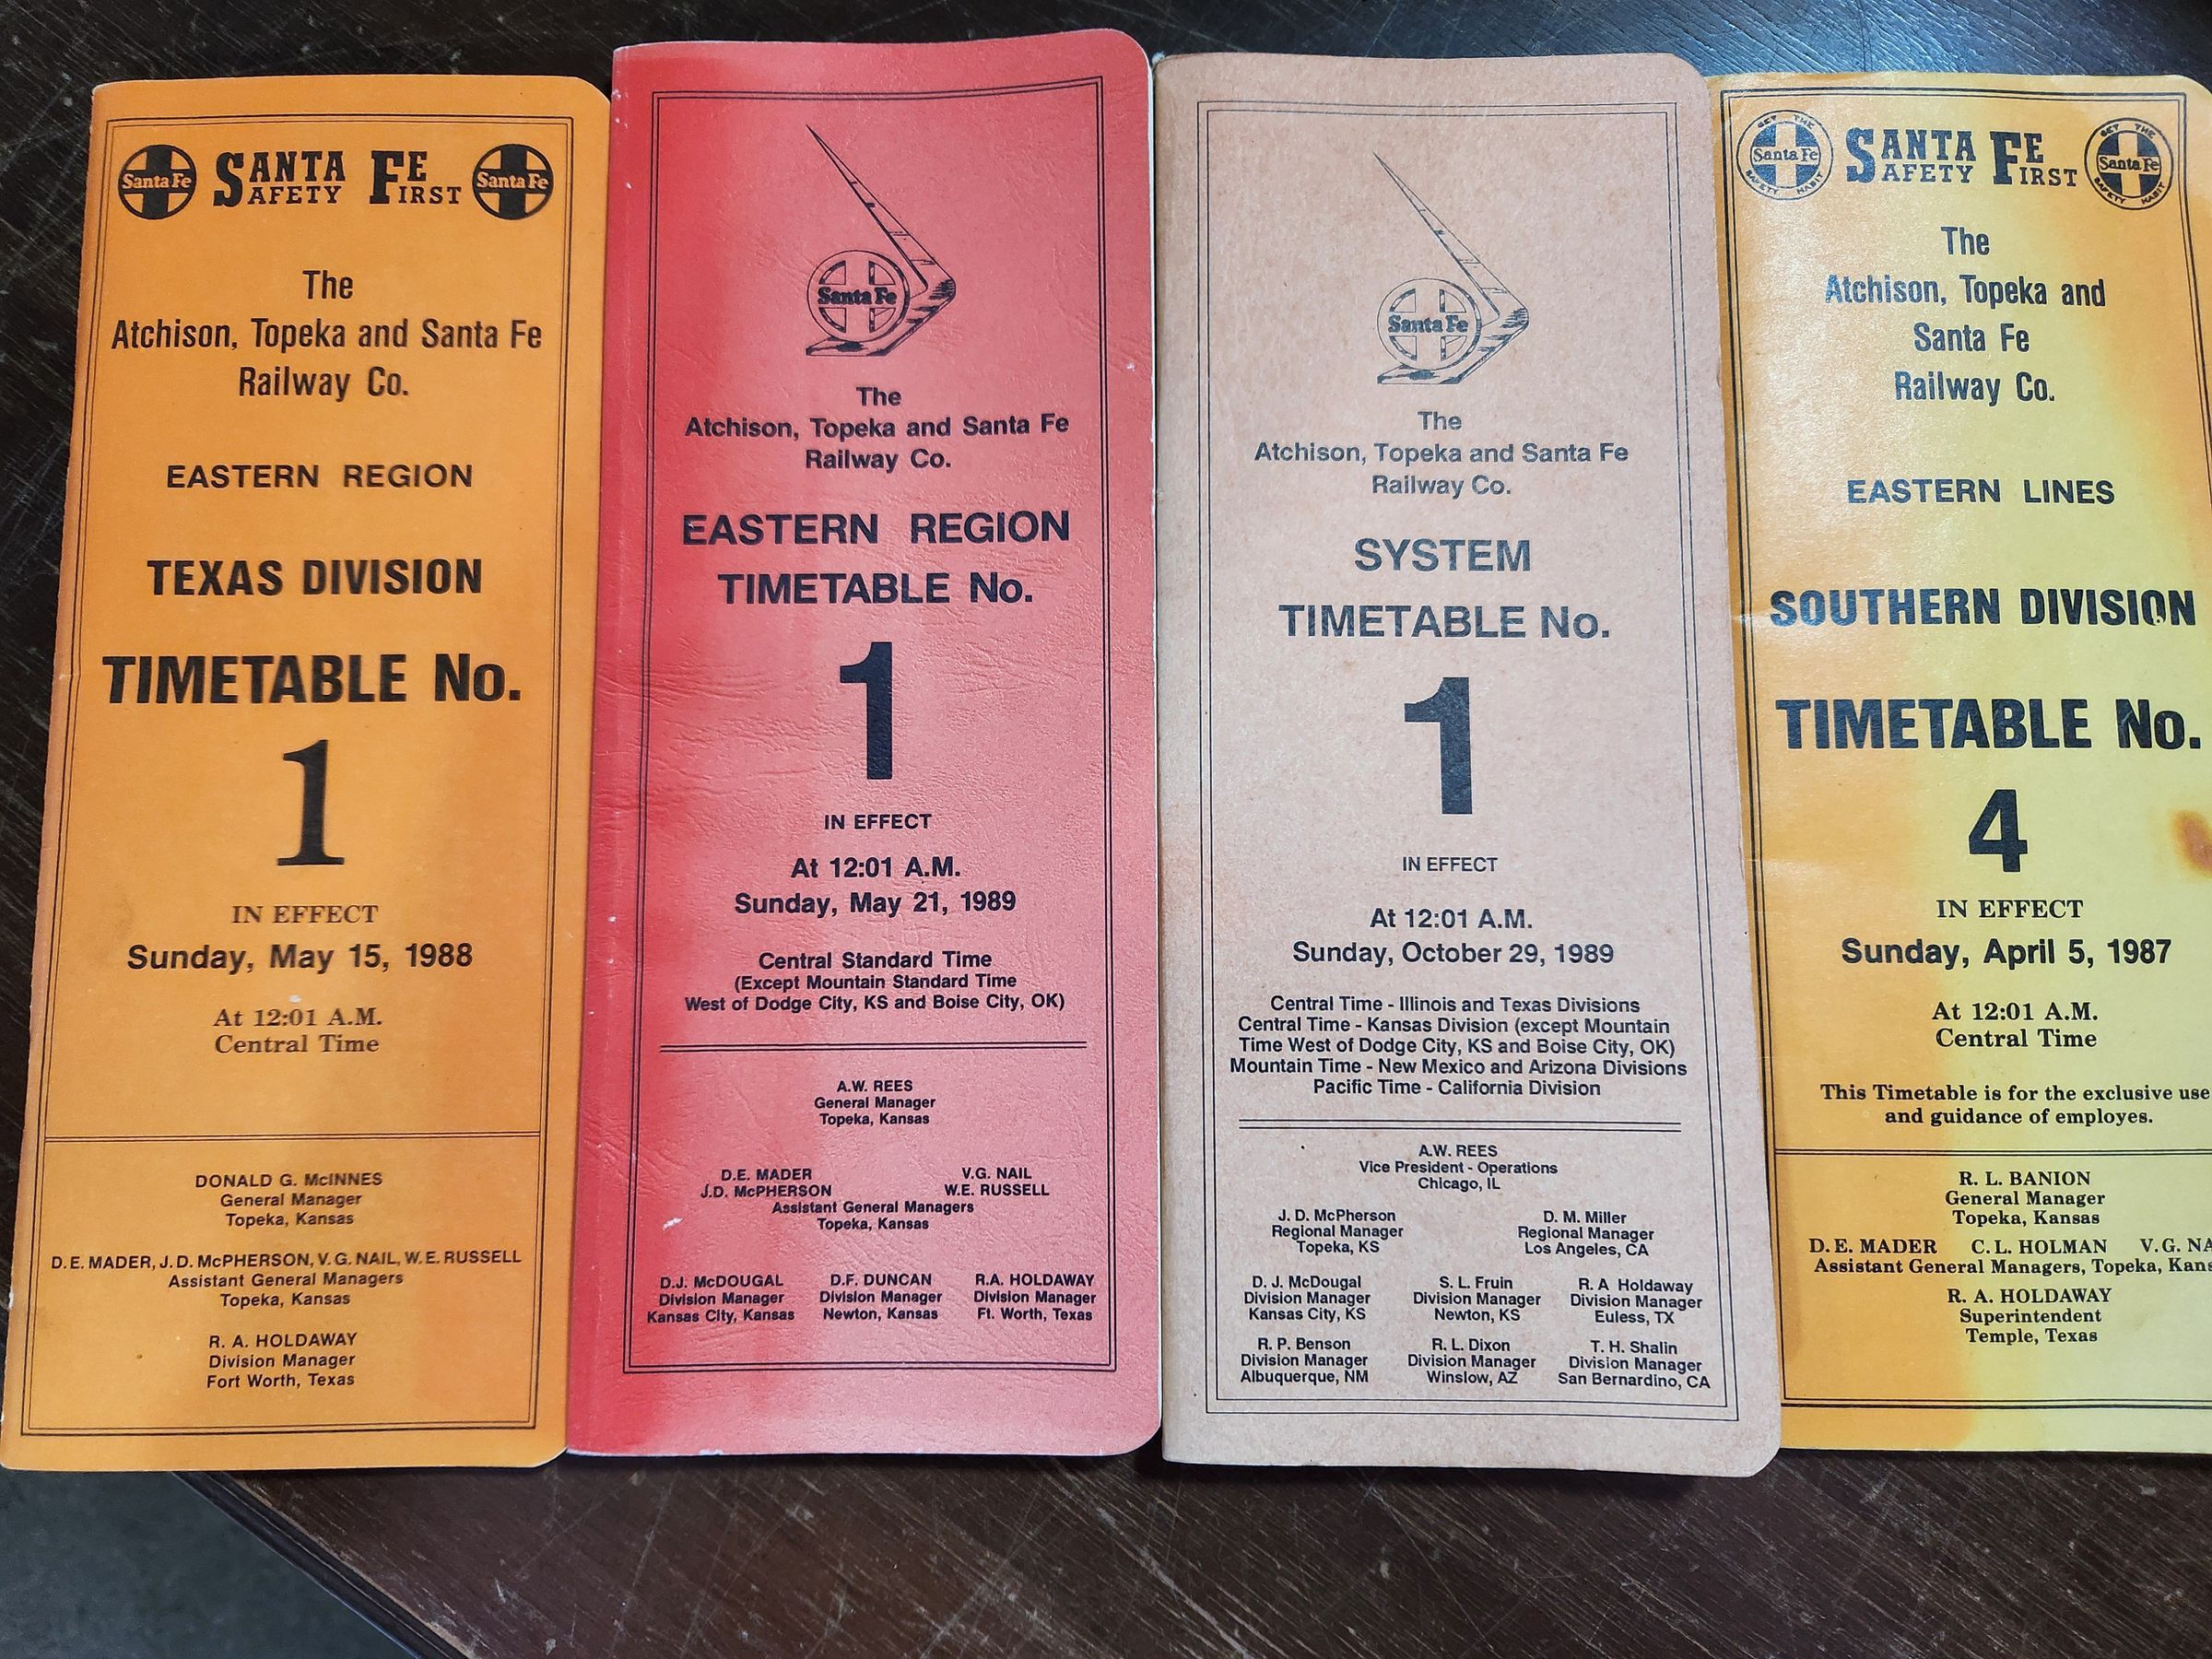 Santa Fe
SANTA FE
SAFETY FIRST
Santa Fe
The
Atchison, Topeka and Santa Fe
Railway Co.
EASTERN REGION
TEXAS DIVISION
TIMETABLE No.
1
IN EFFECT
Sunday, May 15, 1988
At 12:01 A.M.
Central Time
DONALD G. McINNES
General Manager
Topeka, Kansas
D.E. MADER, J.D. McPHERSON, V.G. NAIL, W.E. RUSSELL
Assistant General Managers
Topeka, Kansas
R. A. HOLDAWAY
Division Manager
Fort Worth, Texas
Santa Fe
The
Atchison, Topeka and Santa Fe
Railway Co.
EASTERN REGION
TIMETABLE No.
1
IN EFFECT
At 12:01 A.M.
Sunday, May 21, 1989
Central Standard Time
(Except Mountain Standard Time
West of Dodge City, KS and Boise City, OK)
A.W. REES
General Manager
Topeka, Kansas
D.E. MADER V.G. NAIL
J.D. McPHERSON W.E. RUSSELL
Assistant General Managers
Topeka, Kansas
D.J. McDOUGAL D.F. DUNCAN R.A. HOLDAWAY
Division Manager Division Manager Division Manager
Kansas City, Kansas Newton, Kansas Ft. Worth, Texas
Santa Fe
The
Atchison, Topeka and Santa Fe
Railway Co.
SYSTEM
TIMETABLE No.
1
IN EFFECT
At 12:01 A.M.
Sunday, October 29, 1989
Central Time - Illinois and Texas Divisions
Central Time - Kansas Division (except Mountain
Time West of Dodge City, KS and Boise City, OK)
Mountain Time - New Mexico and Arizona Divisions
Pacific Time - California Division
A.W. REES
Vice President - Operations
Chicago, IL
J. D. McPherson D. M. Miller
Regional Manager Regional Manager
Topeka, KS Los Angeles, CA
D. J. McDougal S. L. Fruin R. A Holdaway
Division Manager Division Manager Division Manager
Kansas City, KS Newton, KS Euless, TX
R. P. Benson R. L. Dixon T. H. Shalin
Division Manager Division Manager Division Manager
Albuquerque, NM Winslow, AZ San Bernardino, CA
GET THE
Santa Fe
SAFETY HABIT
SANTA FE
SAFETY FIRST
GET THE
Santa Fe
SAFETY HABIT
The
Atchison, Topeka and
Santa Fe
Railway Co.
EASTERN LINES
SOUTHERN DIVISION
TIMETABLE No.
4
IN EFFECT
Sunday, April 5, 1987
At 12:01 A.M.
Central Time
This Timetable is for the exclusive use
and guidance of employes.
R. L. BANION
General Manager
Topeka, Kansas
D. E. MADER C. L. HOLMAN V. G. NA
Assistant General Managers, Topeka, Kans
R. A. HOLDAWAY
Superintendent
Temple, Texas